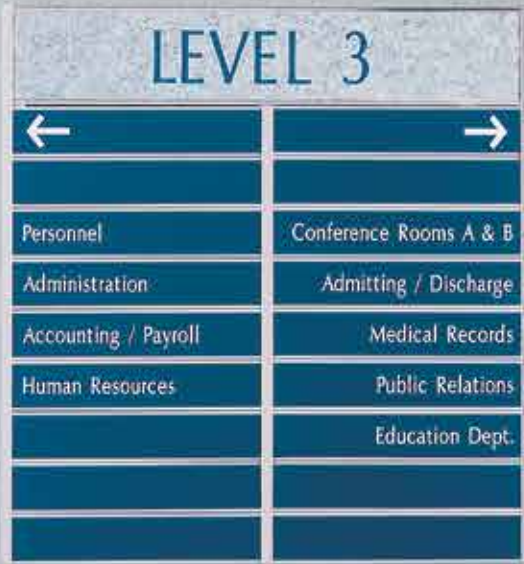 LEVEL 3
← →
Personnel
Administration
Accounting / Payroll
Human Resources
Conference Rooms A & B
Admitting / Discharge
Medical Records
Public Relations
Education Dept.